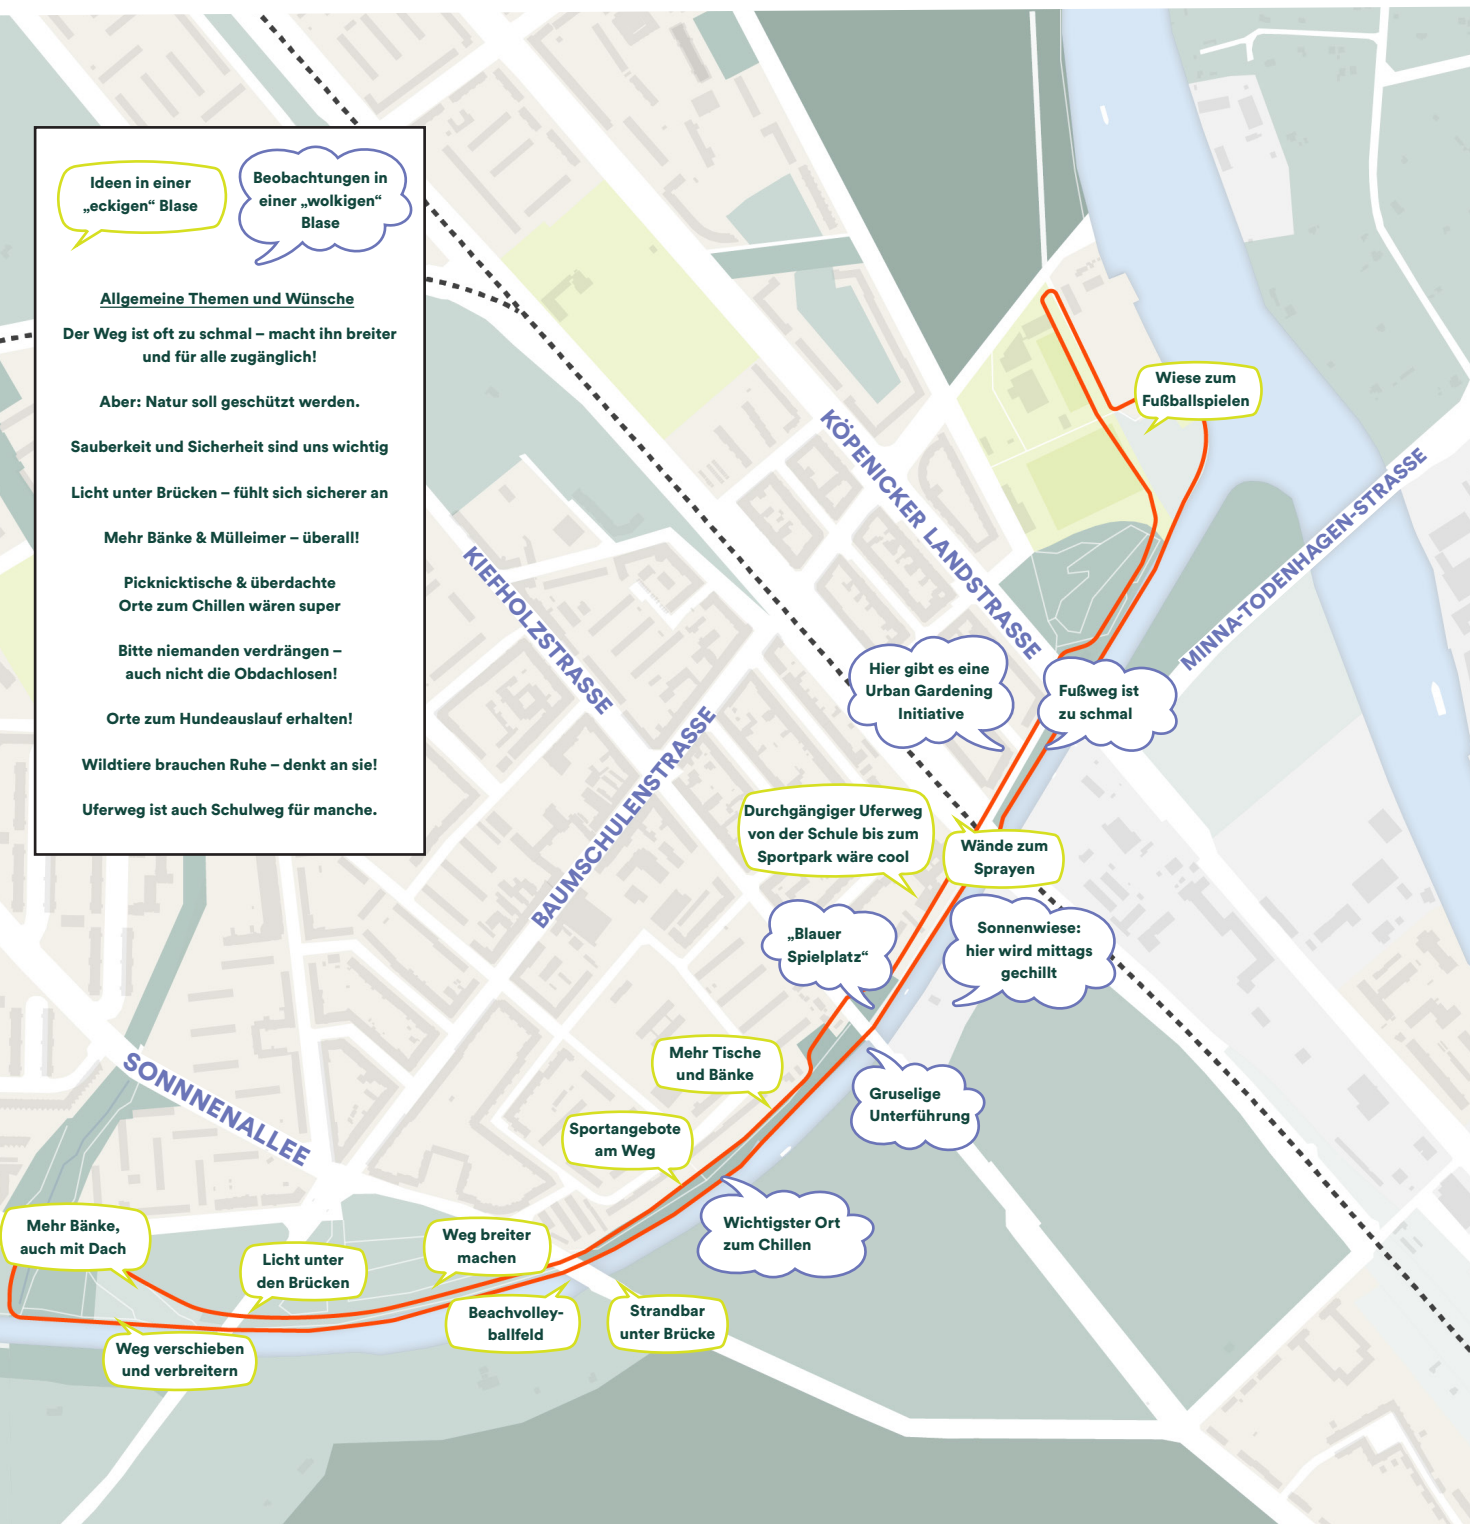 Ideen in einer
„eckigen“ Blase
Beobachtungen in
einer „wolkigen“
Blase
Allgemeine Themen und Wünsche
Der Weg ist oft zu schmal – macht ihn breiter
und für alle zugänglich!
Aber: Natur soll geschützt werden.
Sauberkeit und Sicherheit sind uns wichtig
Licht unter Brücken – fühlt sich sicherer an
Mehr Bänke & Mülleimer – überall!
Picknicktische & überdachte
Orte zum Chillen wären super
Bitte niemanden verdrängen –
auch nicht die Obdachlosen!
Orte zum Hundeauslauf erhalten!
Wildtiere brauchen Ruhe – denkt an sie!
Uferweg ist auch Schulweg für manche.
Wiese zum
Fußballspielen
KÖPENICKER LANDSTRASSE
MINNA-TODENHAGEN-STRASSE
KIEFHOLZSTRASSE
BAUMSCHULENSTRASSE
Hier gibt es eine
Urban Gardening
Initiative
Fußweg ist
zu schmal
Durchgängiger Uferweg
von der Schule bis zum
Sportpark wäre cool
Wände zum
Sprayen
„Blauer
Spielplatz“
Sonnenwiese:
hier wird mittags
gechillt
Mehr Tische
und Bänke
Gruselige
Unterführung
SONNNENALLEE
Sportangebote
am Weg
Wichtigster Ort
zum Chillen
Mehr Bänke,
auch mit Dach
Licht unter
den Brücken
Weg breiter
machen
Beachvolley-
ballfeld
Strandbar
unter Brücke
Weg verschieben
und verbreitern